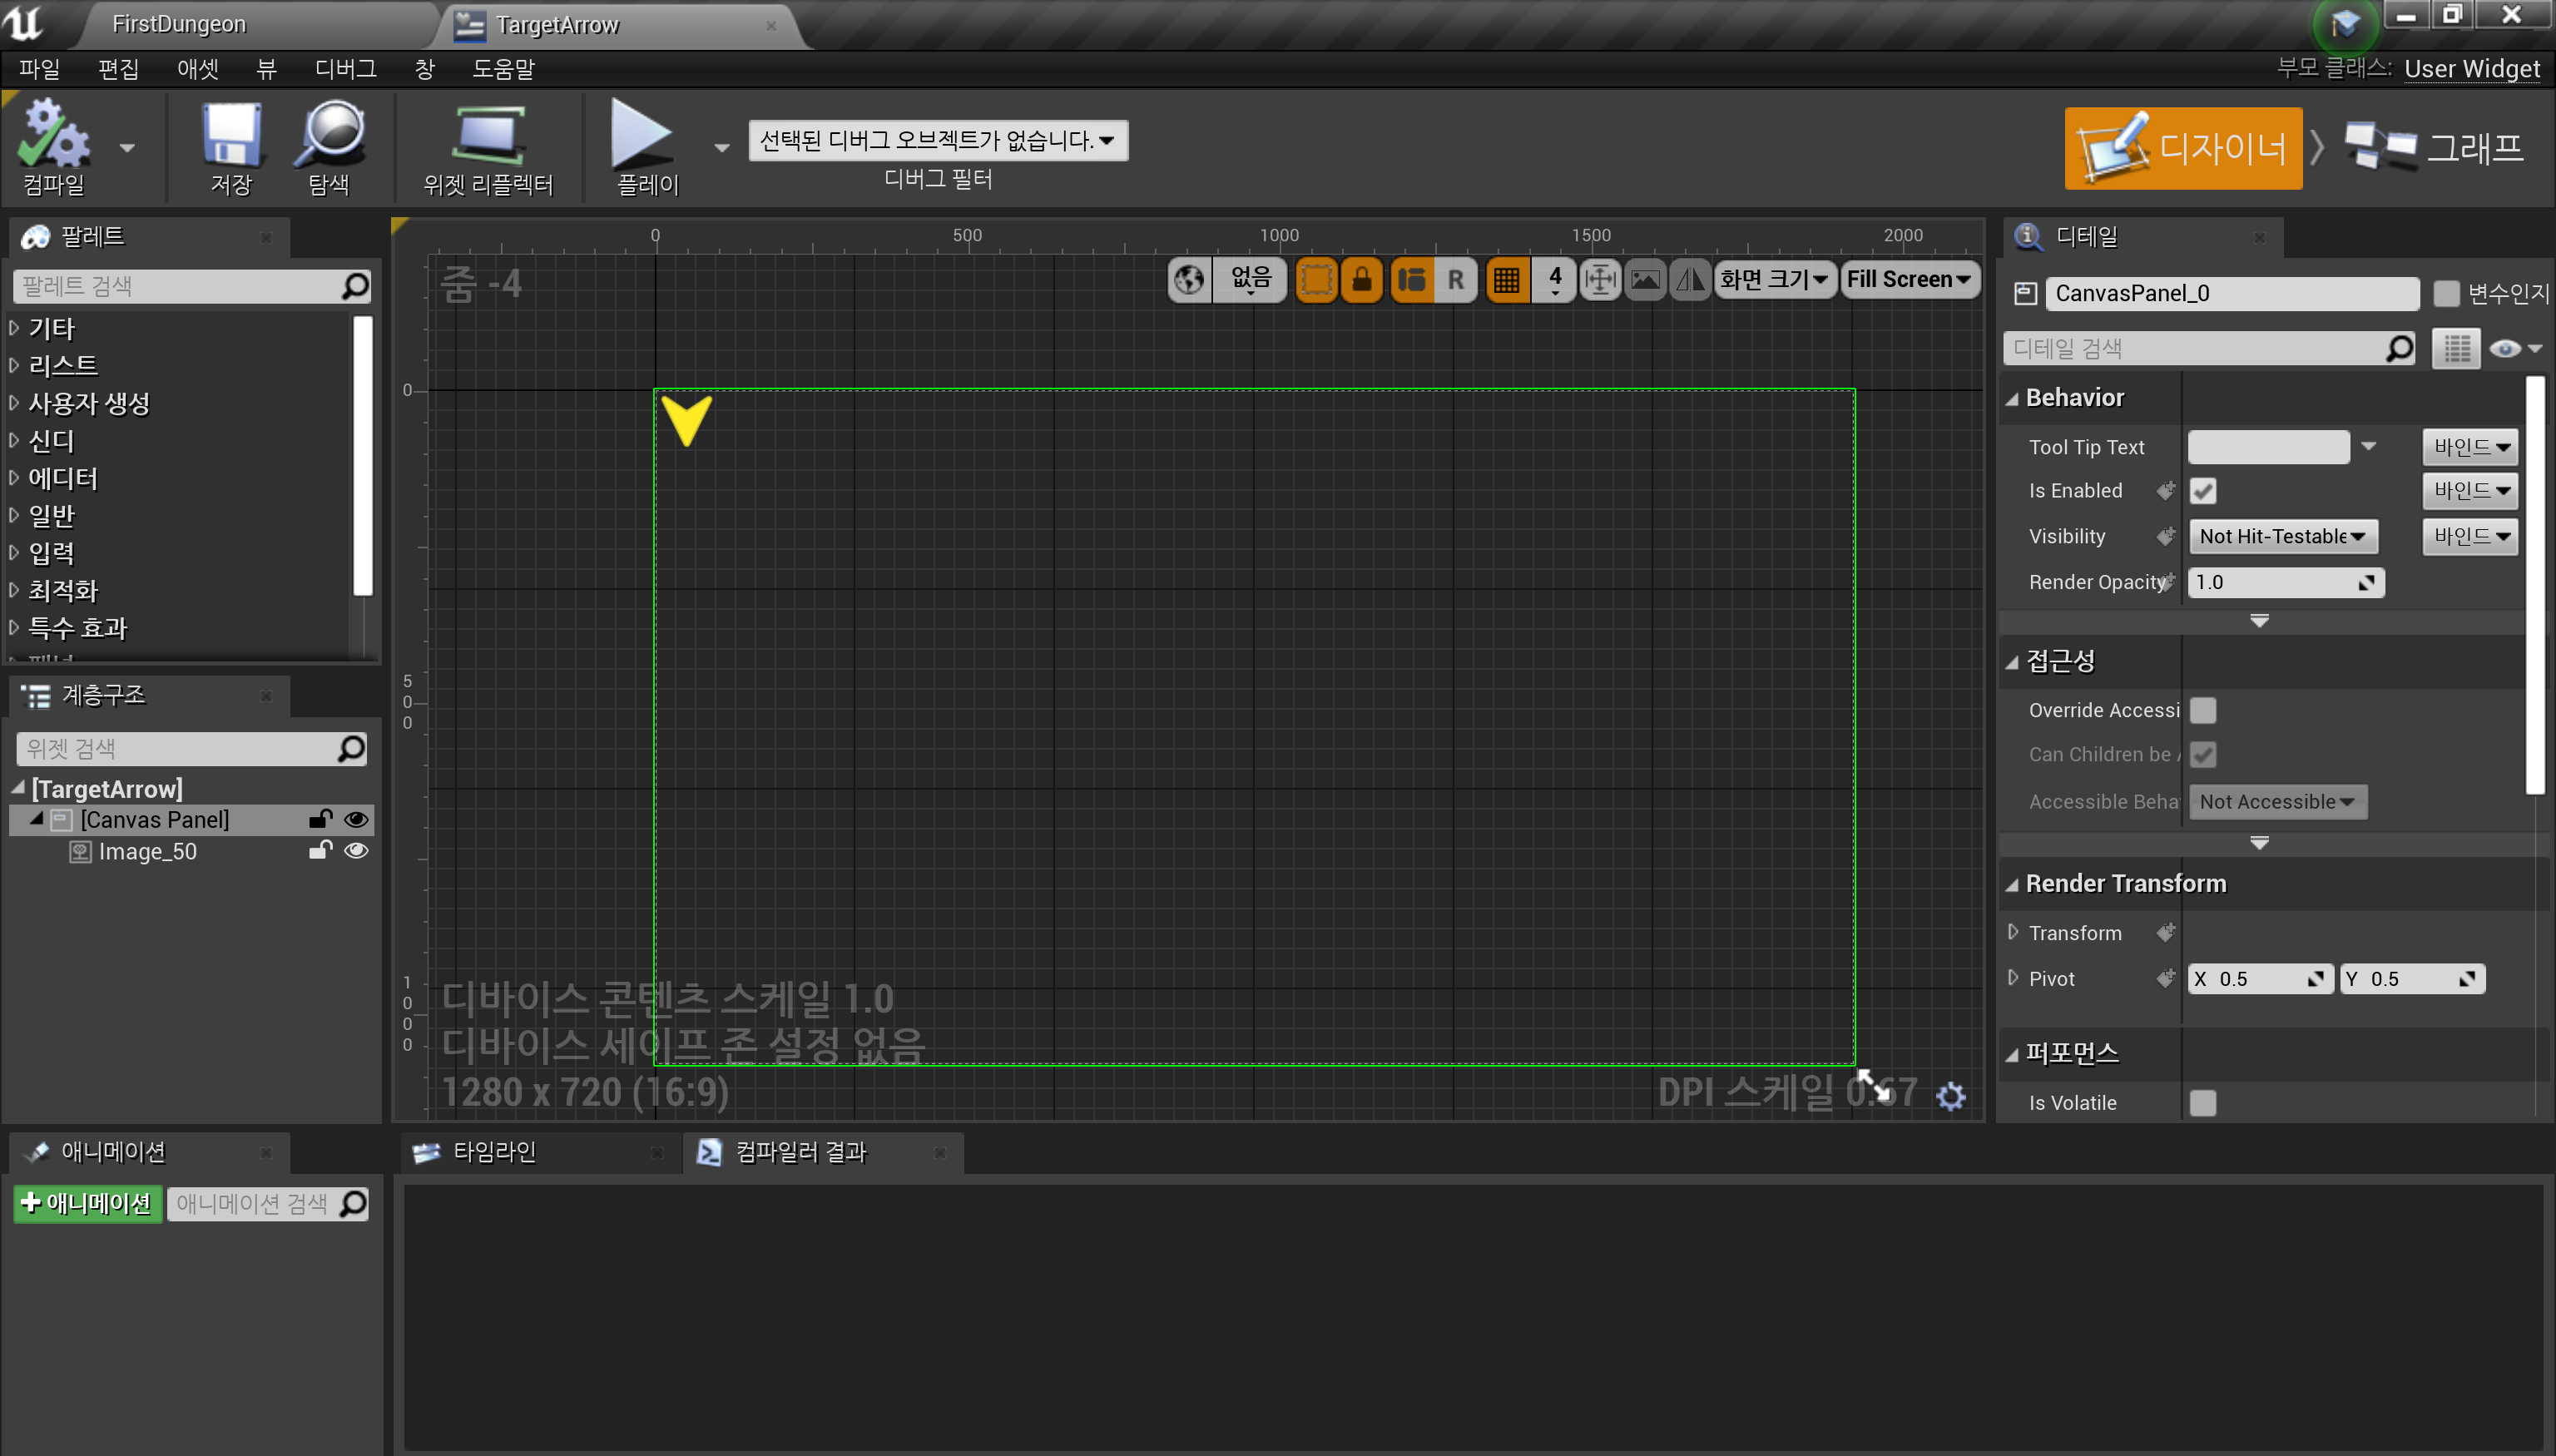 FirstDungeon
TargetArrow
파일 편집 애셋 뷰 디버그 창 도움말
부모 클래스: User Widget
컴파일
저장
탐색
위젯 리플렉터
플레이
선택된 디버그 오브젝트가 없습니다.
디버그 필터
디자이너
그래프
팔레트
팔레트 검색
기타
리스트
사용자 생성
신디
에디터
일반
입력
최적화
특수 효과
계층구조
위젯 검색
[TargetArrow]
[Canvas Panel]
Image_50
0 500 1000 1500 2000
줌 -4
없음
R
4
화면 크기
Fill Screen
0
500
1000
디바이스 콘텐츠 스케일 1.0
디바이스 세이프 존 설정 없음
1280 x 720 (16:9)
DPI 스케일 0.67
디테일
CanvasPanel_0
변수인지
디테일 검색
Behavior
Tool Tip Text
바인드
Is Enabled
바인드
Visibility
Not Hit-Testable
바인드
Render Opacity
1.0
접근성
Override Accessi
Can Children be
Accessible Beha
Not Accessible
Render Transform
Transform
Pivot
X 0.5
Y 0.5
퍼포먼스
Is Volatile
애니메이션
애니메이션
애니메이션 검색
타임라인
컴파일러 결과